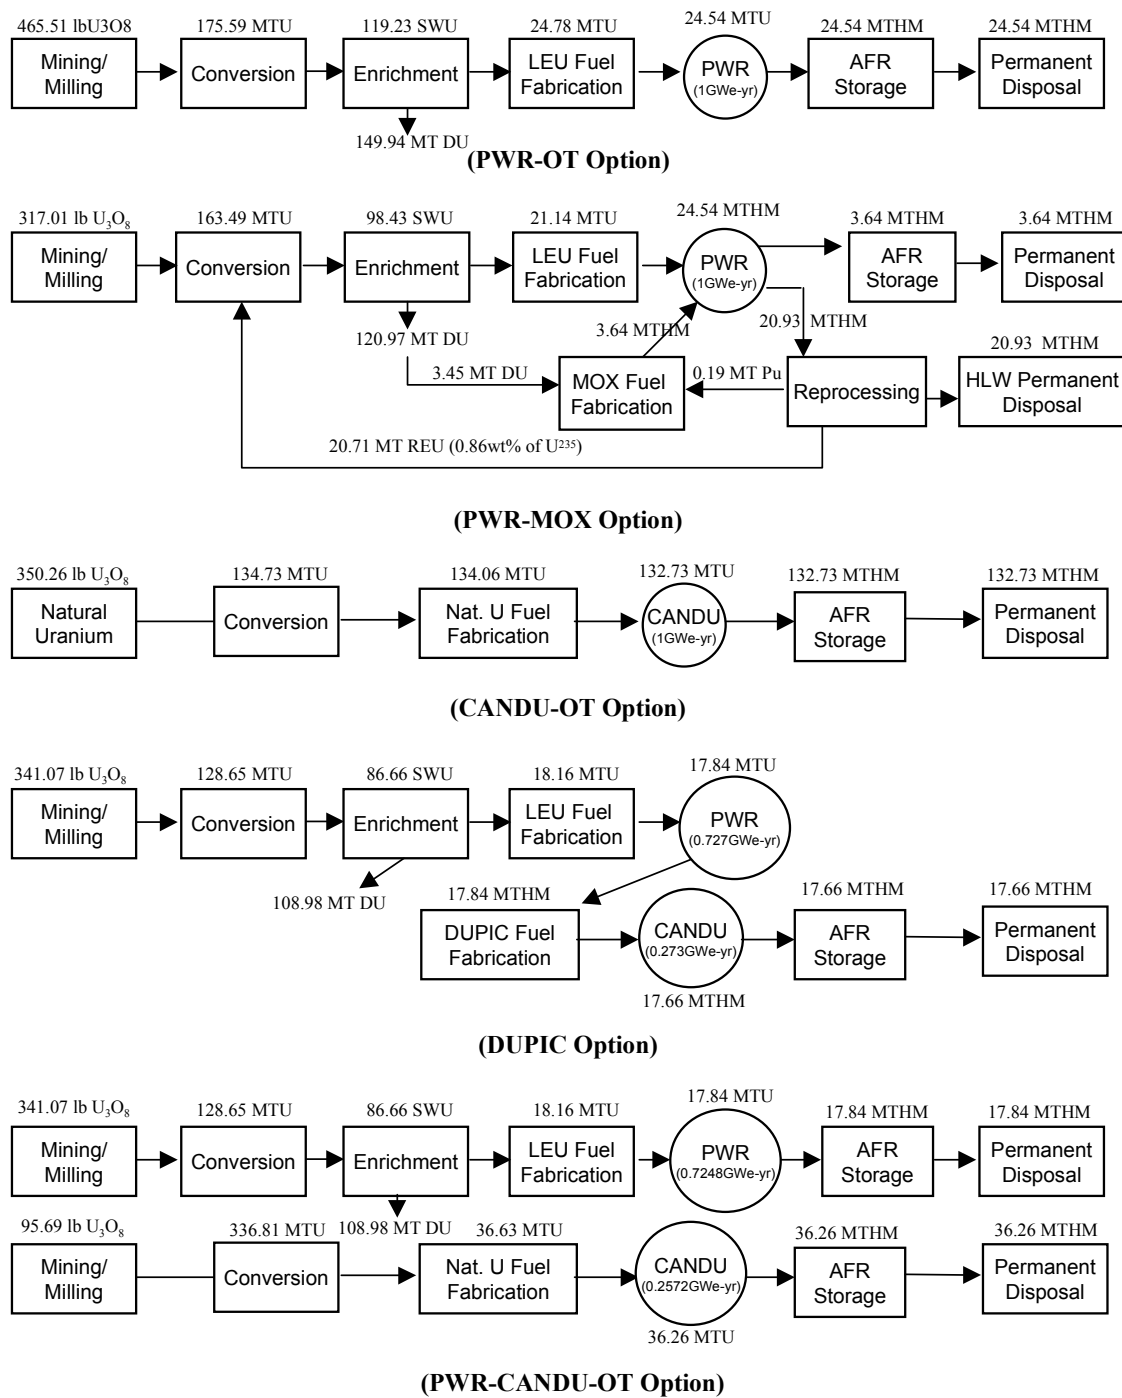 465.51 lbU3O8
175.59 MTU
119.23 SWU
24.78 MTU
24.54 MTU
24.54 MTHM
24.54 MTHM
Mining/
Milling
Conversion
Enrichment
LEU Fuel
Fabrication
PWR
(1GWe-yr)
AFR
Storage
Permanent
Disposal
149.94 MT DU
(PWR-OT Option)
317.01 lb U₃O₈
163.49 MTU
98.43 SWU
21.14 MTU
24.54 MTHM
3.64 MTHM
3.64 MTHM
Mining/
Milling
Conversion
Enrichment
LEU Fuel
Fabrication
PWR
(1GWe-yr)
AFR
Storage
Permanent
Disposal
120.97 MT DU
3.64 MTHM
20.93 MTHM
20.93 MTHM
3.45 MT DU
MOX Fuel
Fabrication
0.19 MT Pu
Reprocessing
HLW Permanent
Disposal
20.71 MT REU (0.86wt% of U²³⁵)
(PWR-MOX Option)
350.26 lb U₃O₈
134.73 MTU
134.06 MTU
132.73 MTU
132.73 MTHM
132.73 MTHM
Natural
Uranium
Conversion
Nat. U Fuel
Fabrication
CANDU
(1GWe-yr)
AFR
Storage
Permanent
Disposal
(CANDU-OT Option)
341.07 lb U₃O₈
128.65 MTU
86.66 SWU
18.16 MTU
17.84 MTU
Mining/
Milling
Conversion
Enrichment
LEU Fuel
Fabrication
PWR
(0.727GWe-yr)
108.98 MT DU
17.84 MTHM
17.66 MTHM
17.66 MTHM
DUPIC Fuel
Fabrication
CANDU
(0.273GWe-yr)
AFR
Storage
Permanent
Disposal
17.66 MTHM
(DUPIC Option)
341.07 lb U₃O₈
128.65 MTU
86.66 SWU
18.16 MTU
17.84 MTU
17.84 MTHM
17.84 MTHM
Mining/
Milling
Conversion
Enrichment
LEU Fuel
Fabrication
PWR
(0.7248GWe-yr)
AFR
Storage
Permanent
Disposal
108.98 MT DU
95.69 lb U₃O₈
336.81 MTU
36.63 MTU
36.26 MTHM
36.26 MTHM
Mining/
Milling
Conversion
Nat. U Fuel
Fabrication
CANDU
(0.2572GWe-yr)
AFR
Storage
Permanent
Disposal
36.26 MTU
(PWR-CANDU-OT Option)